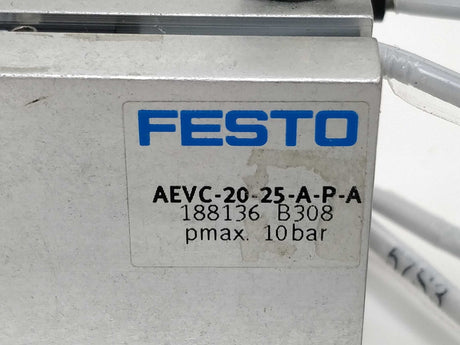 FESTO
AEVC-20-25-A-P-A
188136 B308
pmax. 10bar